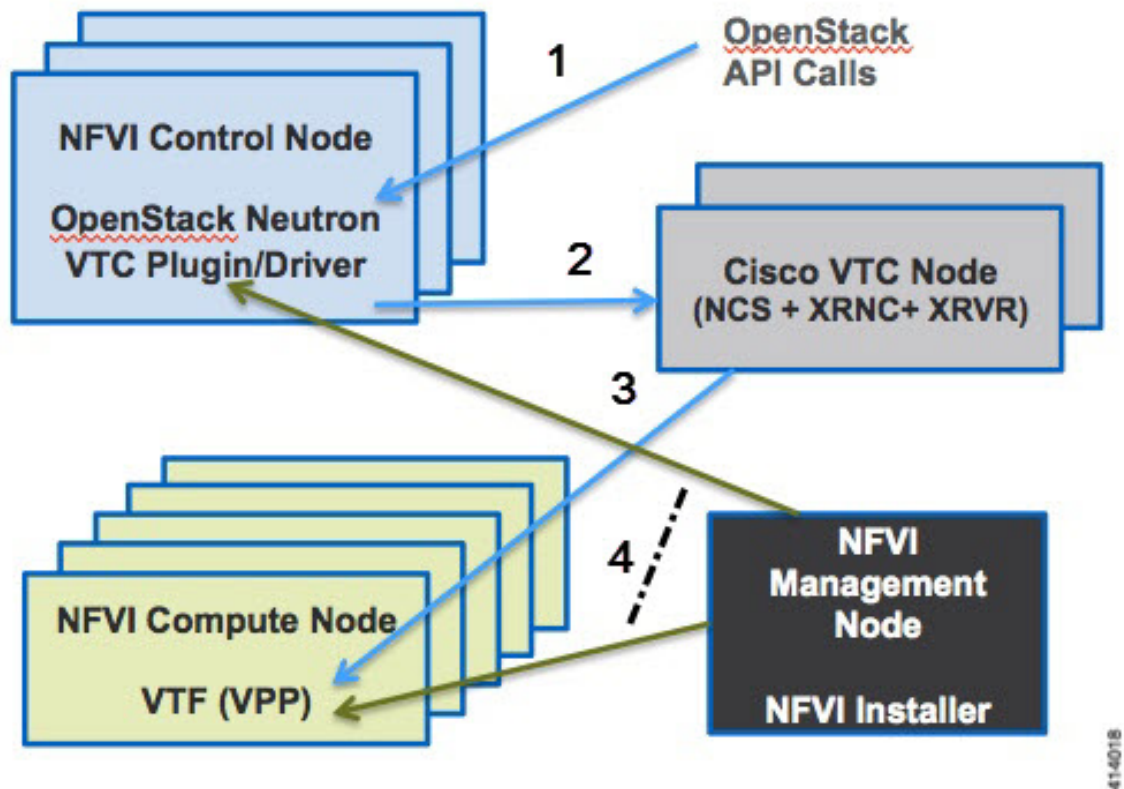 OpenStack
API Calls
1
NFVI Control Node
OpenStack Neutron
VTC Plugin/Driver
2
Cisco VTC Node
(NCS + XRNC+ XRVR)
3
4
NFVI Compute Node
VTF (VPP)
NFVI
Management
Node
NFVI Installer
414018